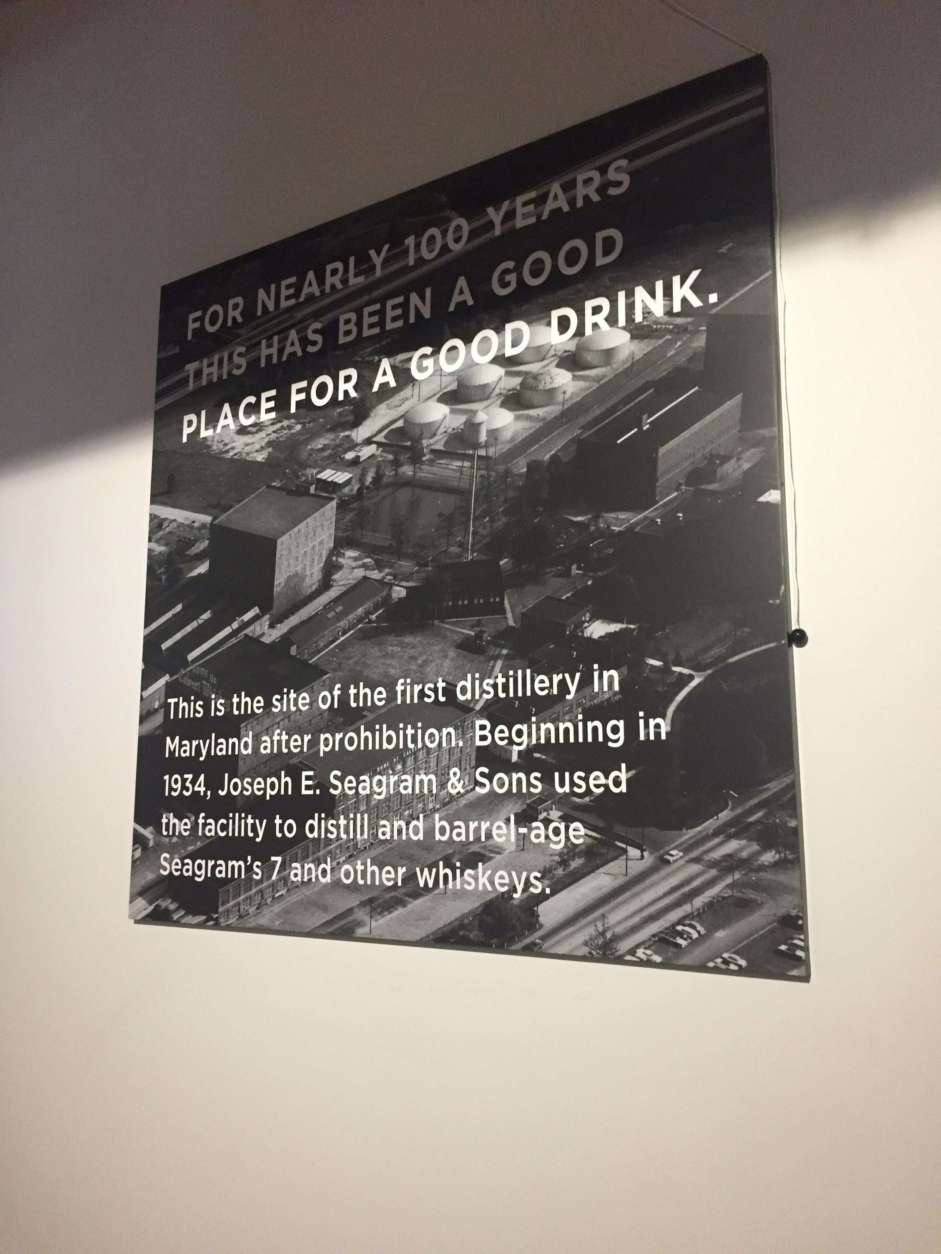 FOR NEARLY 100 YEARS
THIS HAS BEEN A GOOD
PLACE FOR A GOOD DRINK.
This is the site of the first distillery in
Maryland after prohibition. Beginning in
1934, Joseph E. Seagram & Sons used
the facility to distill and barrel-age
Seagram's 7 and other whiskeys.